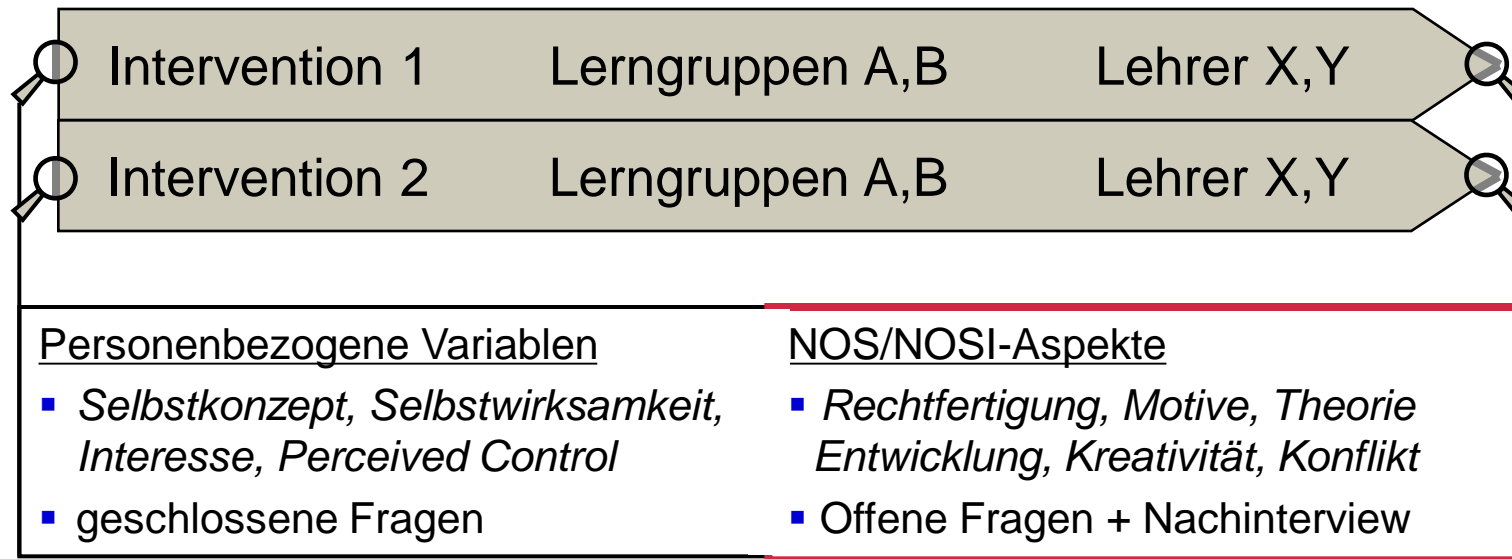 Intervention 1 Lerngruppen A,B Lehrer X,Y
Intervention 2 Lerngruppen A,B Lehrer X,Y
Personenbezogene Variablen
▪ Selbstkonzept, Selbstwirksamkeit,
Interesse, Perceived Control
▪ geschlossene Fragen
NOS/NOSI-Aspekte
▪ Rechtfertigung, Motive, Theorie
Entwicklung, Kreativität, Konflikt
▪ Offene Fragen + Nachinterview